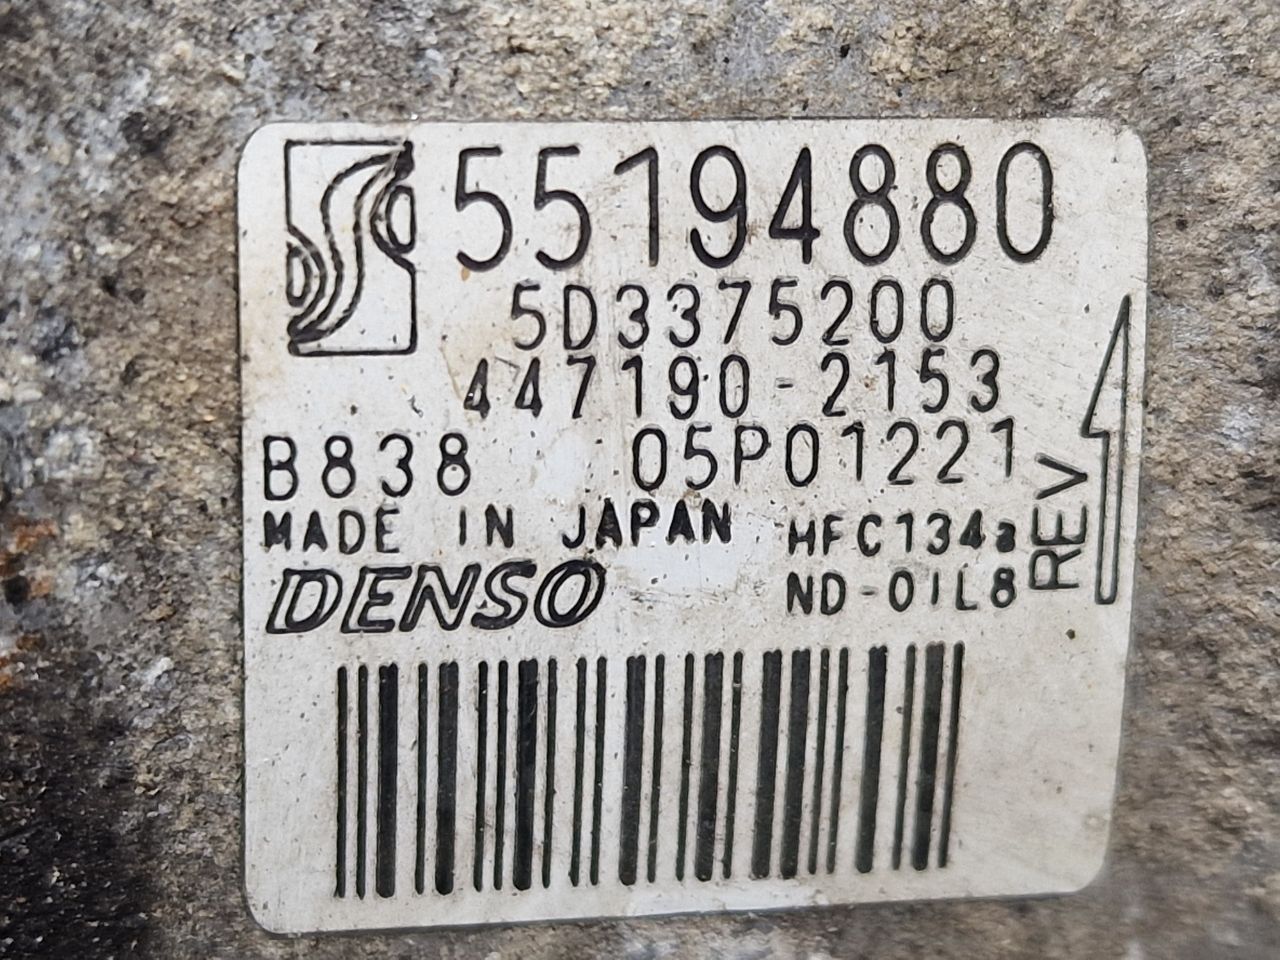 55194880
5D3375200
447190-2153
B838 05P01221
MADE IN JAPAN HFC134a
DENSO ND-OIL8
REV